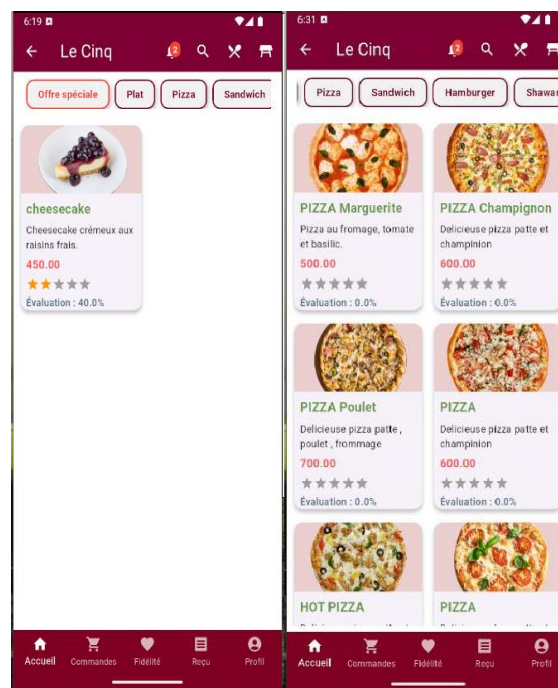 6:19
Le Cinq
2
Offre spéciale
Plat
Pizza
Sandwich
cheesecake
Cheesecake crémeux aux
raisins frais.
450.00
Évaluation : 40.0%
Accueil
Commandes
Fidélité
Reçu
Profil
6:31
Le Cinq
2
Pizza
Sandwich
Hamburger
Shawar
PIZZA Marguerite
Pizza au fromage, tomate
et basilic.
500.00
Évaluation : 0.0%
PIZZA Champignon
Delicieuse pizza patte et
champinion
600.00
Évaluation : 0.0%
PIZZA Poulet
Delicieuse pizza patte ,
poulet , frommage
700.00
Évaluation : 0.0%
PIZZA
Delicieuse pizza patte et
champinion
600.00
Évaluation : 0.0%
HOT PIZZA
PIZZA
Accueil
Commandes
Fidélité
Reçu
Profil